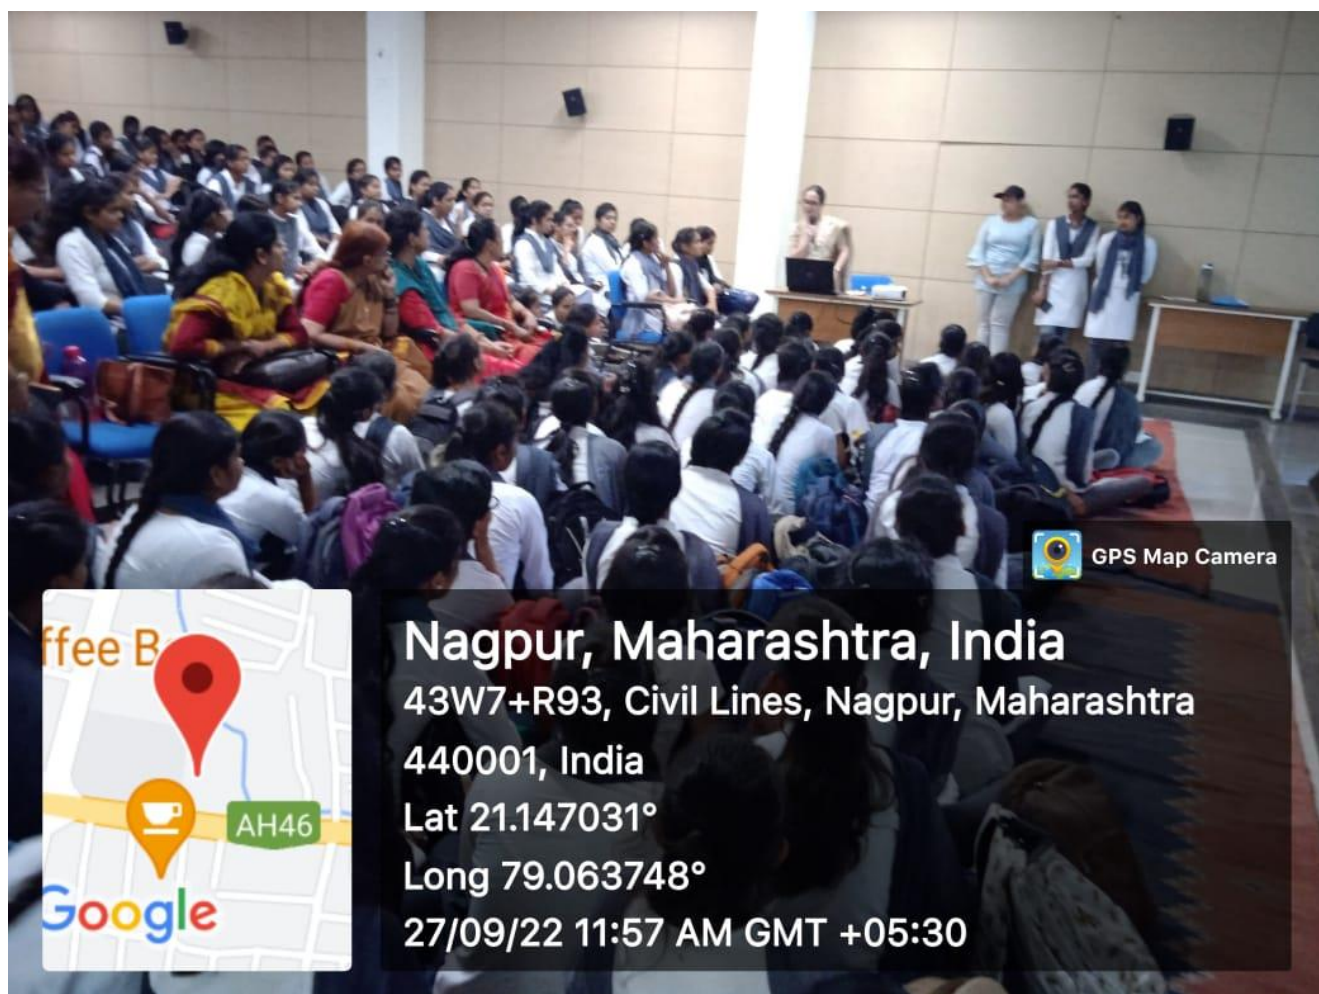 GPS Map Camera
ffee B
AH46
Google
Nagpur, Maharashtra, India
43W7+R93, Civil Lines, Nagpur, Maharashtra
440001, India
Lat 21.147031°
Long 79.063748°
27/09/22 11:57 AM GMT +05:30